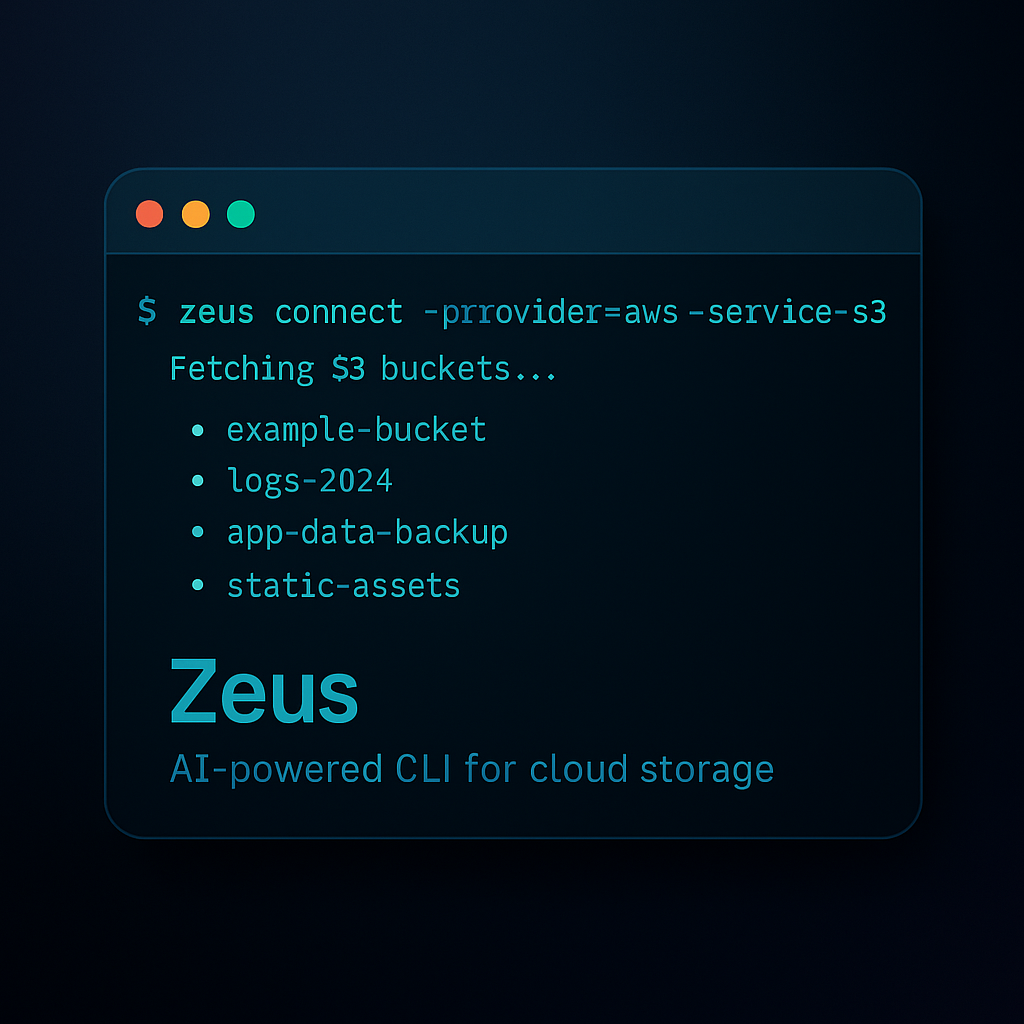 $ zeus connect -prrovider=aws -service-s3
Fetching S3 buckets...
• example-bucket
• logs-2024
• app-data-backup
• static-assets
Zeus
AI-powered CLI for cloud storage